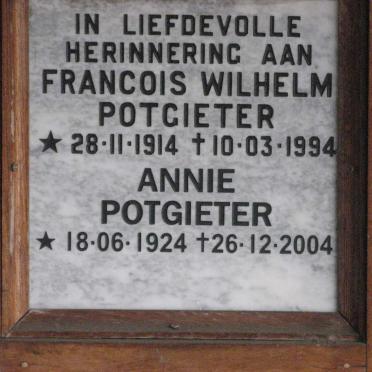 IN LIEFDEVOLLE
HERINNERING AAN
FRANCOIS WILHELM
POTGIETER
★ 28·11·1914 †10·03·1994
ANNIE
POTGIETER
★ 18·06·1924 †26·12·2004